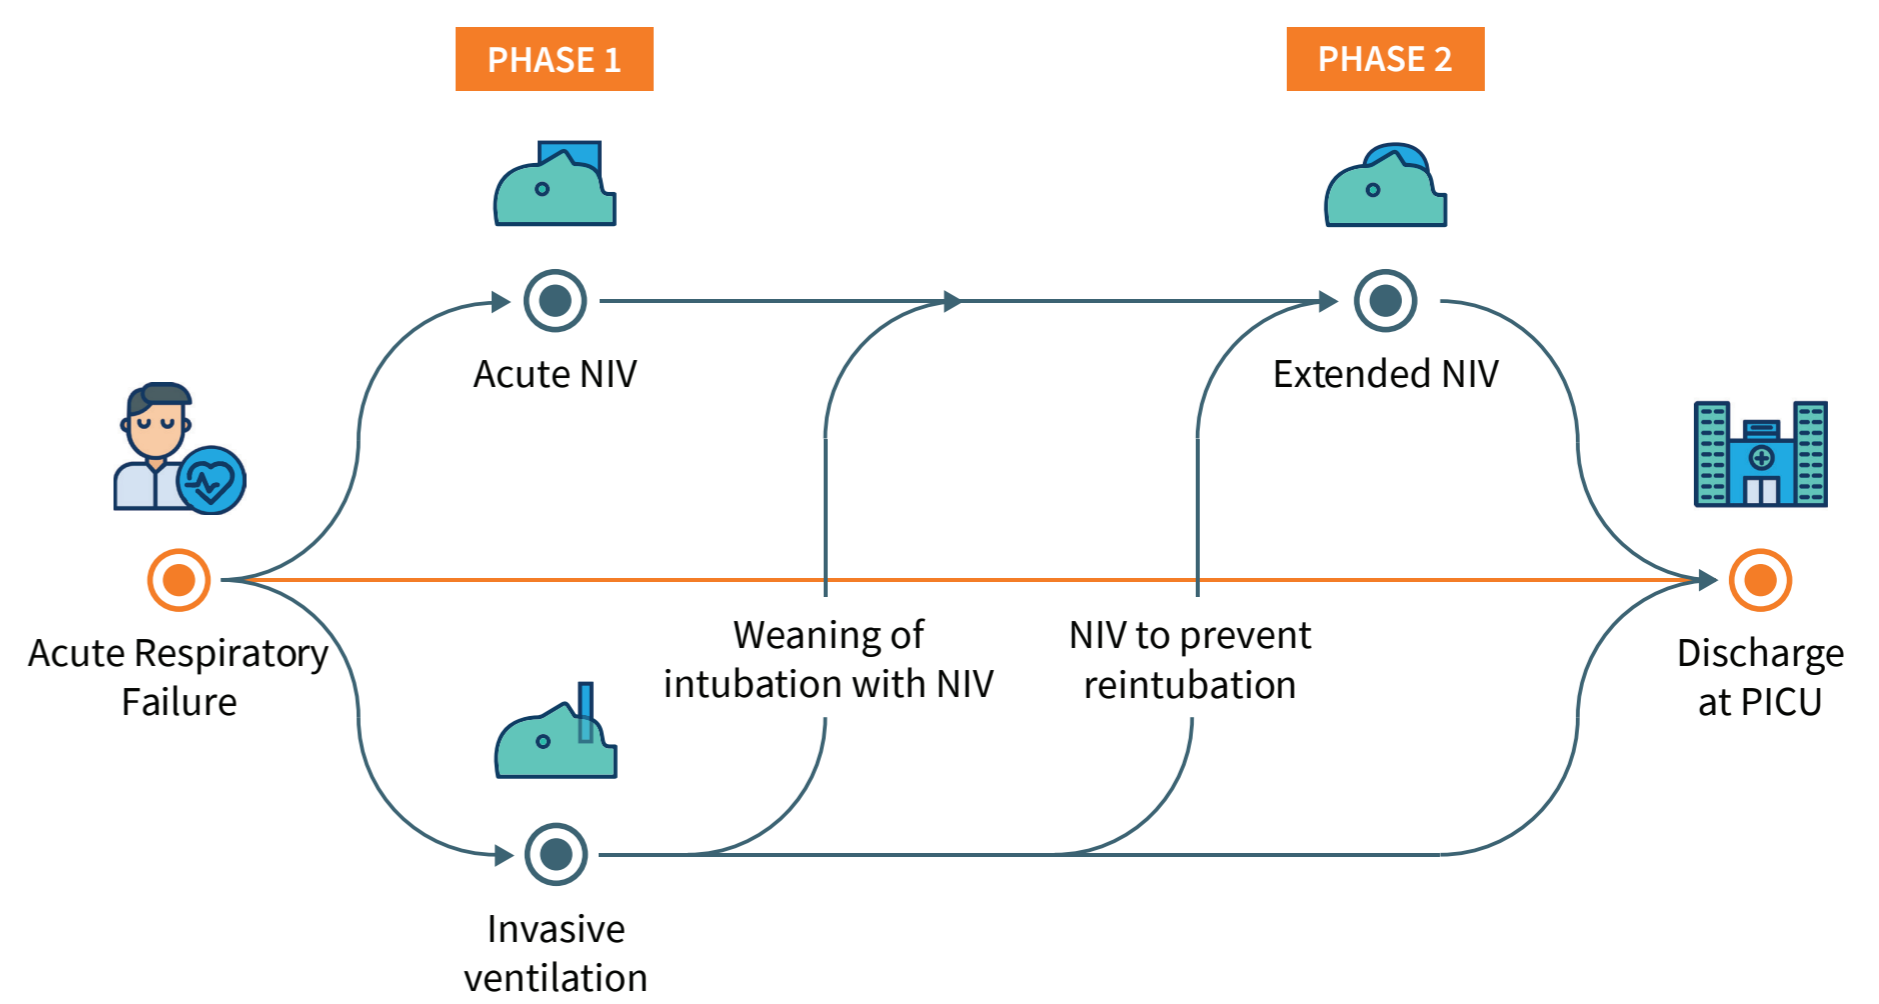 PHASE 1
PHASE 2
Acute NIV
Extended NIV
Acute Respiratory
Failure
Weaning of
intubation with NIV
NIV to prevent
reintubation
Discharge
at PICU
Invasive
ventilation